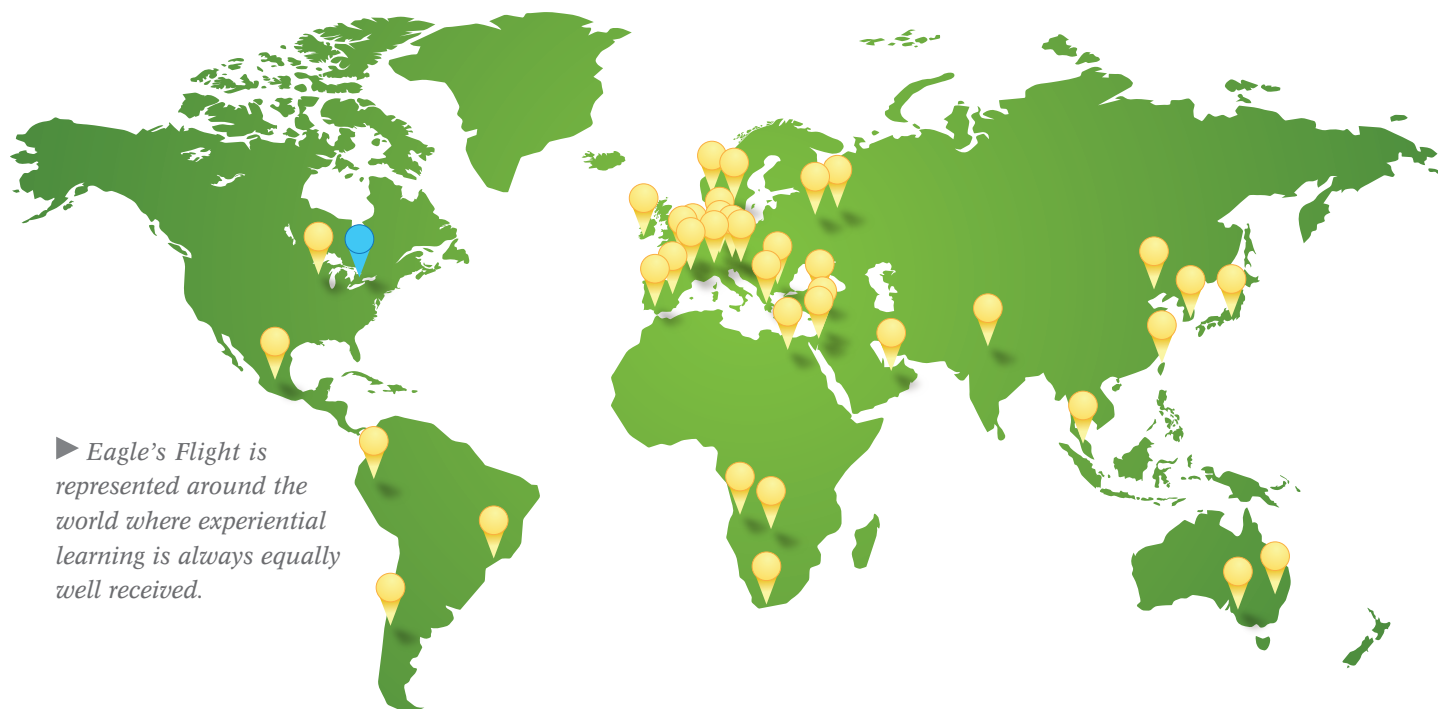 ▶ Eagle’s Flight is
represented around the
world where experiential
learning is always equally
well received.